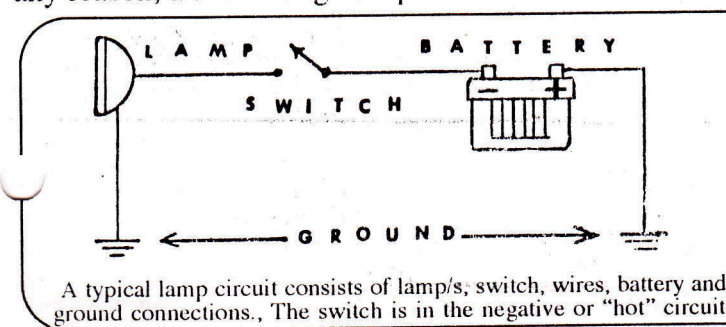 LAMP
BATTERY
SWITCH
- +
GROUND
A typical lamp circuit consists of lamp/s, switch, wires, battery and
ground connections., The switch is in the negative or “hot” circuit